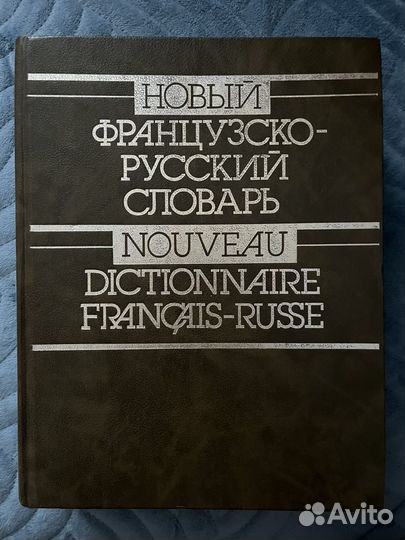 НОВЫЙ
ФРАНЦУЗСКО-
РУССКИЙ
СЛОВАРЬ
NOUVEAU
DICTIONNAIRE
FRANÇAIS-RUSSE
Avito